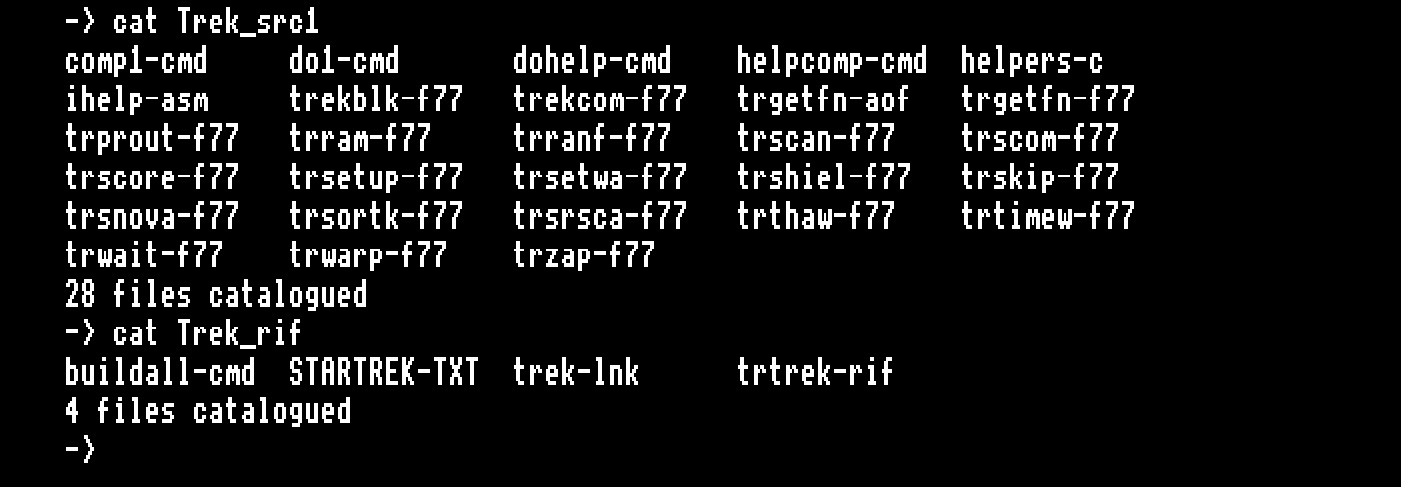 -> cat Trek_src1
comp1-cmd do1-cmd dohelp-cmd helpcomp-cmd helpers-c
ihelp-asm trekblk-f77 trekcom-f77 trgetfn-aof trgetfn-f77
trprout-f77 trram-f77 trranf-f77 trscan-f77 trscom-f77
trscore-f77 trsetup-f77 trsetwa-f77 trshiel-f77 trskip-f77
trsnova-f77 trsortk-f77 trsrsca-f77 trthaw-f77 trtimew-f77
trwait-f77 trwarp-f77 trzap-f77
28 files catalogued
-> cat Trek_rif
buildall-cmd STARTREK-TXT trek-lnk trtrek-rif
4 files catalogued
->